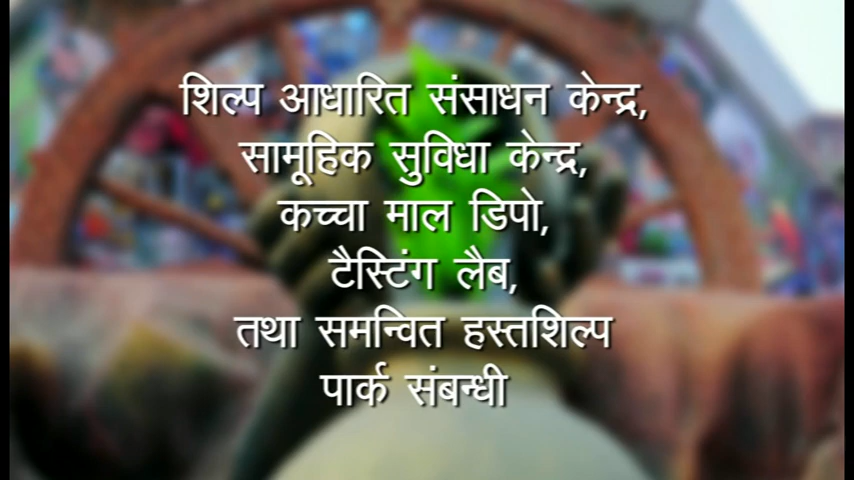 शिल्प आधारित संसाधन केन्द्र,
सामूहिक सुविधा केन्द्र,
कच्चा माल डिपो,
टैस्टिंग लैब,
तथा समन्वित हस्तशिल्प
पार्क संबन्धी